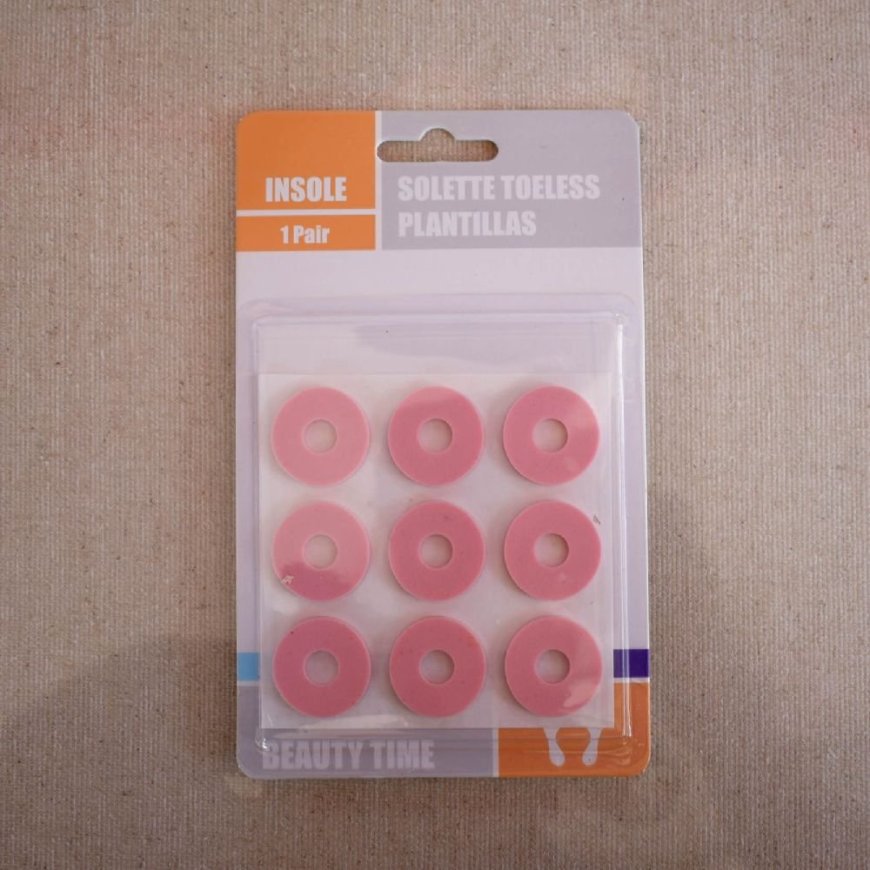 INSOLE
1 Pair
SOLETTE TOELESS
PLANTILLAS
BEAUTY TIME